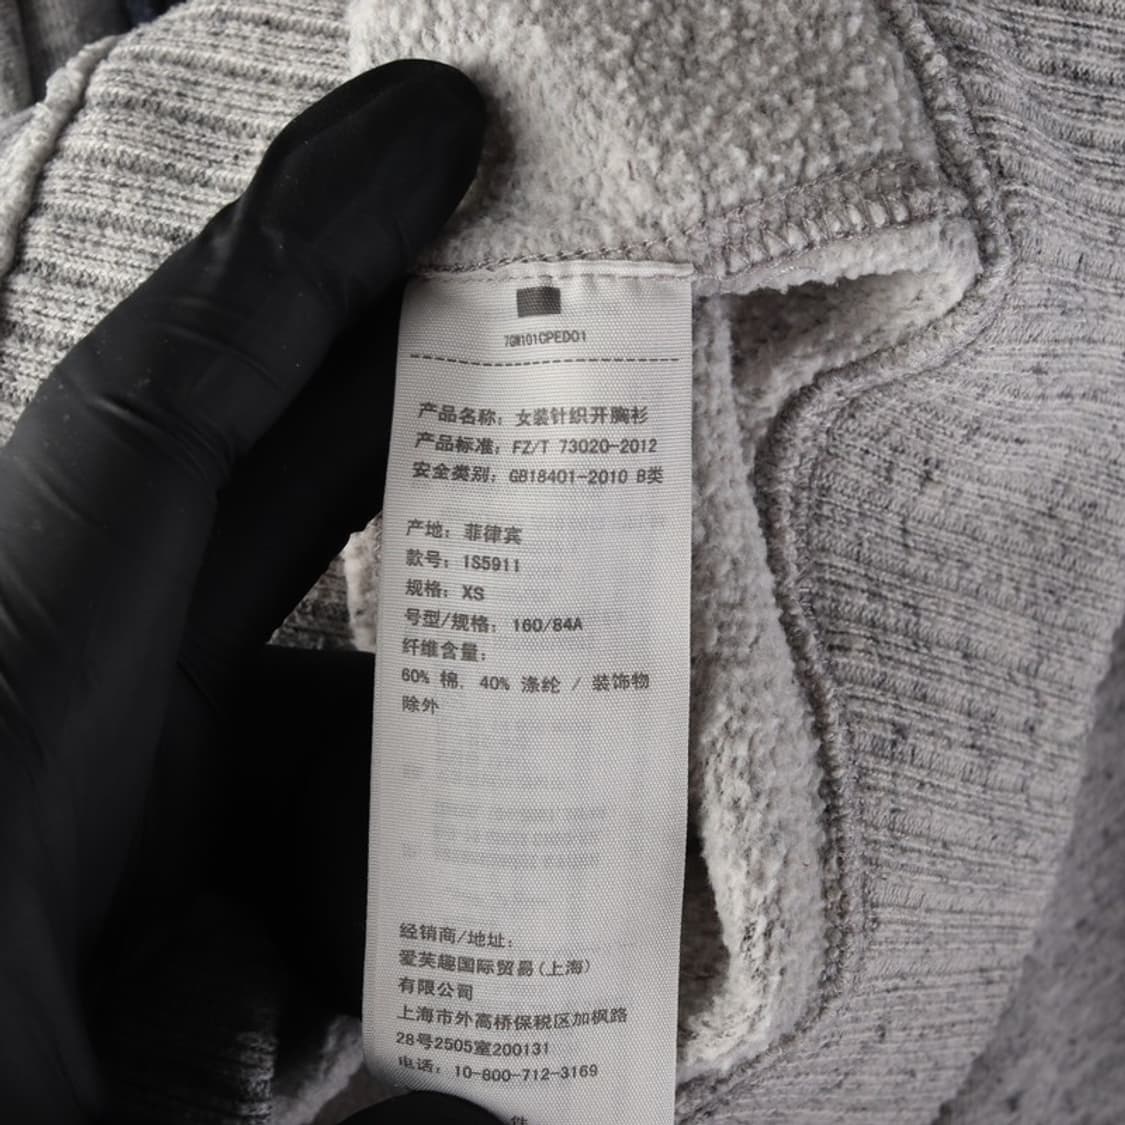 7GW101CPED01
产品名称：女装针织开胸衫
产品标准：FZ/T 73020-2012
安全类别：GB18401-2010 B类
产地：菲律宾
款号：1S5911
规格：XS
号型/规格：160/84A
纤维含量：
60% 棉，40% 涤纶 / 装饰物
除外
经销商/地址：
爱芙趣国际贸易(上海)
有限公司
上海市外高桥保税区加枫路
28号2505室200131
电话：10-800-712-3169
件